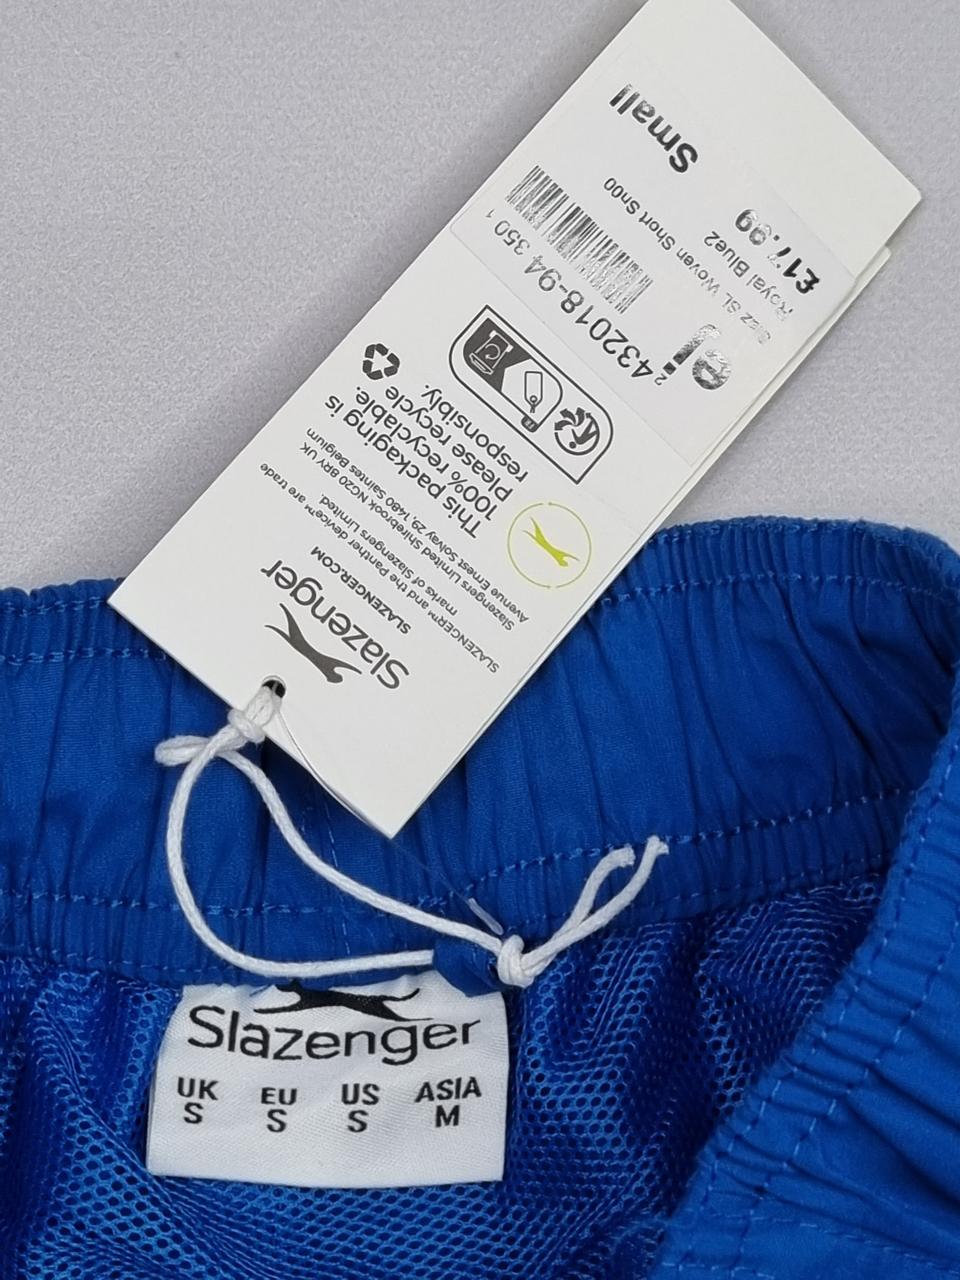 Slazenger
SLAZENGER.COM
SLAZENGER™ and the Panther device™ are trade
marks of Slazengers Limited.
Slazengers Limited Shirebrook NG20 8RY UK
Avenue Ernest Solvay 29 1480 Saintes Belgium
This packaging is
100% recyclable.
please recycle
responsibly.
FR
2 432018-94 350 1
Slaz SL Woven Short Sn00
Royal Blue2
£17.99
Small
Slazenger
UK EU US ASIA
S S S M